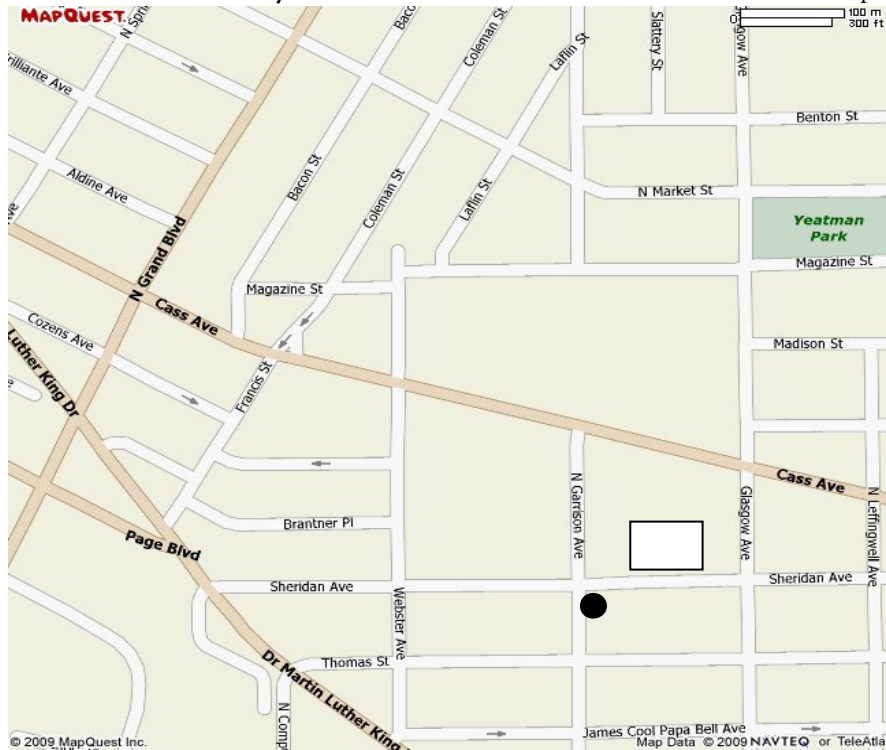 MAPQUEST.
N Spri
Baco
Coleman St
Laflin St
Slattery St
gow Ave
0
100 m
300 ft
rilliante Ave
Benton St
Aldine Ave
Bacon St
Coleman St
Laflin St
N Market St
Yeatman
Park
ve
N Grand Blvd
Magazine St
Magazine St
Cass Ave
Cozens Ave
Luther King Dr
Madison St
e
Francis St
Cass Ave
N Garrison Ave
Glasgow Ave
N Leffingwell Ave
Brantner Pl
Page Blvd
Sheridan Ave
Sheridan Ave
Webster Ave
Thomas St
Dr Martin Luther King
N Comp
James Cool Papa Bell Ave
© 2009 MapQuest Inc.
Map Data © 2009 NAVTEQ or TeleAtla